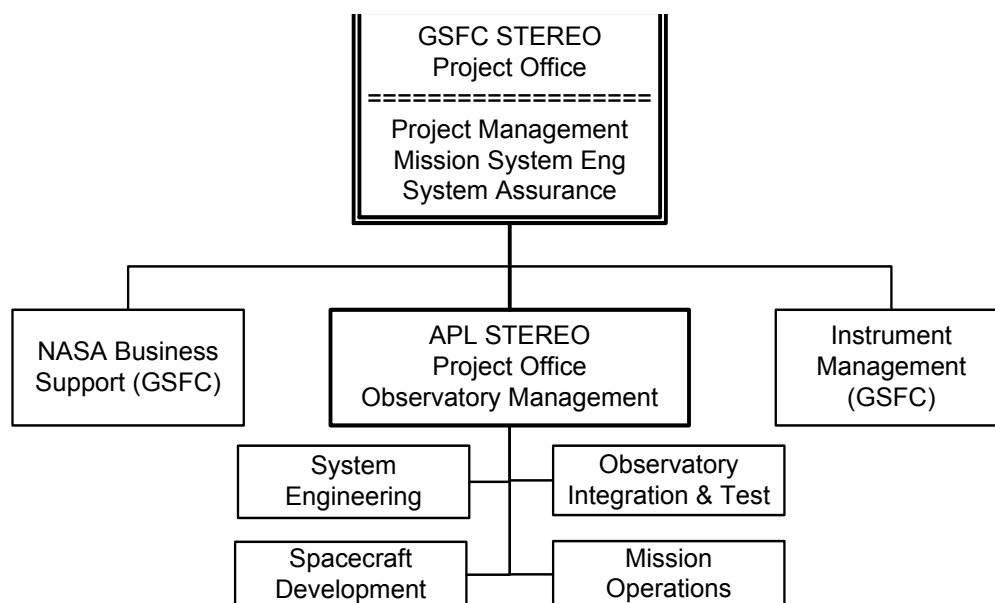 GSFC STEREO
Project Office
====================
Project Management
Mission System Eng
System Assurance
NASA Business
Support (GSFC)
APL STEREO
Project Office
Observatory Management
Instrument
Management
(GSFC)
System
Engineering
Observatory
Integration & Test
Spacecraft
Development
Mission
Operations